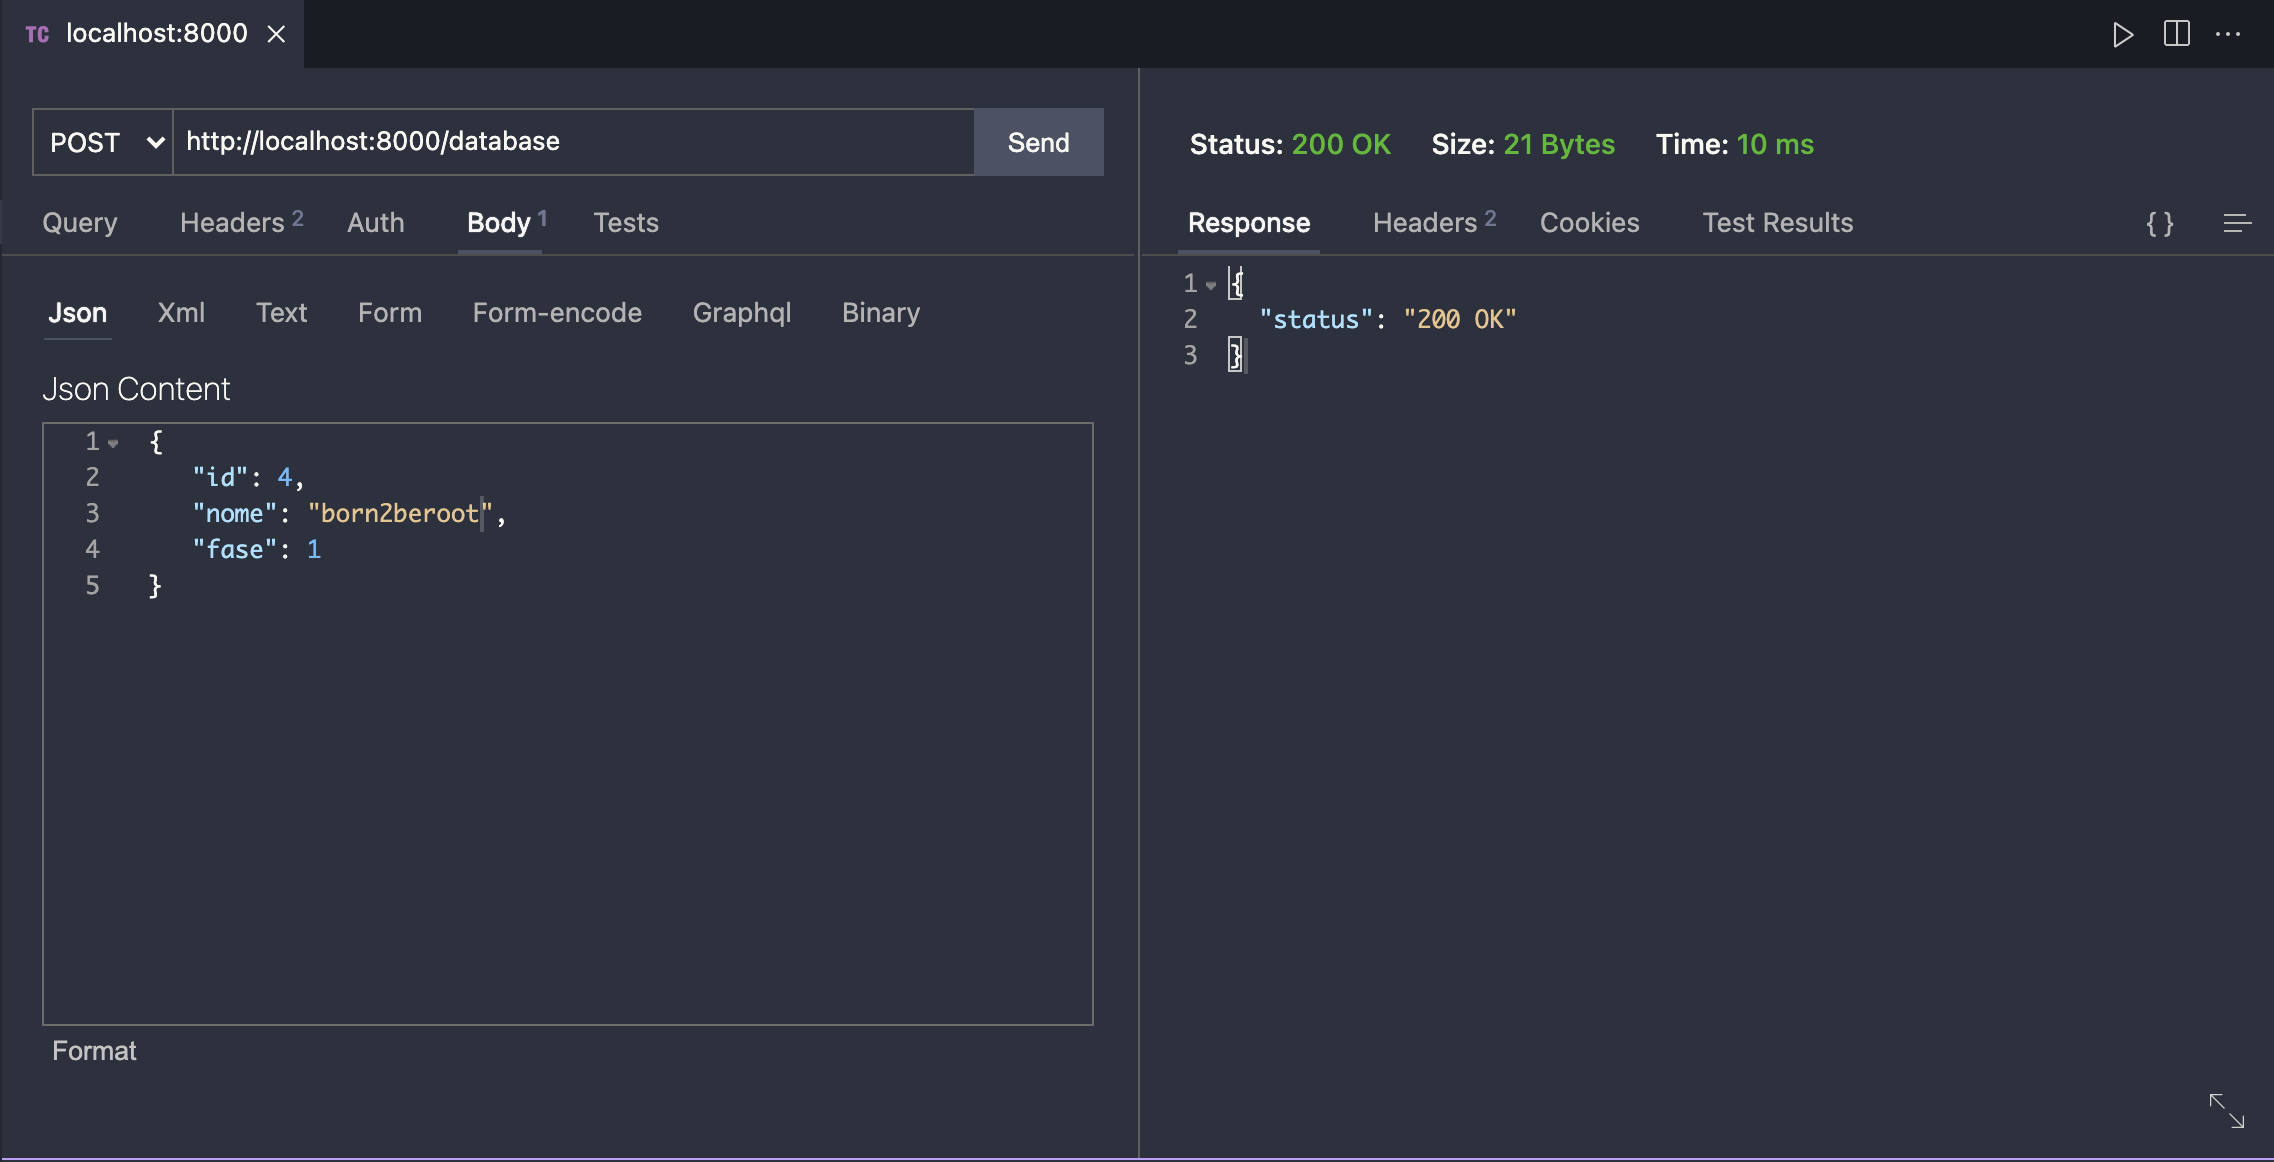 TC localhost:8000
POST http://localhost:8000/database Send
Query Headers 2 Auth Body 1 Tests
Json Xml Text Form Form-encode Graphql Binary
Json Content
1 {
2 "id": 4,
3 "nome": "born2beroot",
4 "fase": 1
5 }
Format
Status: 200 OK Size: 21 Bytes Time: 10 ms
Response Headers 2 Cookies Test Results {}
1 {
2 "status": "200 OK"
3 }